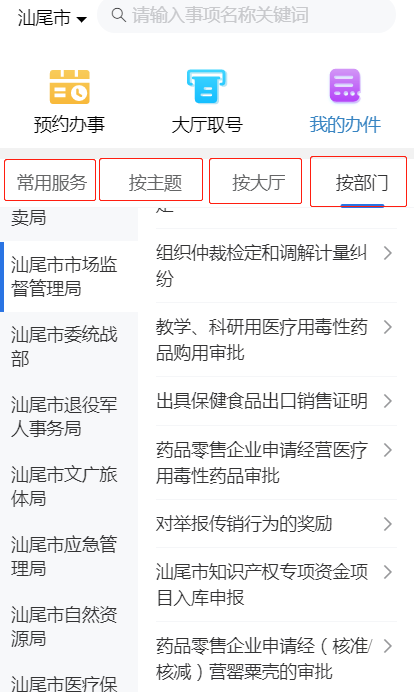 汕尾市
请输入事项名称关键词
预约办事
大厅取号
我的办件
常用服务
按主题
按大厅
按部门
卖局
汕尾市市场监
督管理局
汕尾市委统战
部
汕尾市退役军
人事务局
汕尾市文广旅
体局
汕尾市应急管
理局
汕尾市自然资
源局
汕尾市医疗保
组织仲裁检定和调解计量纠
纷
教学、科研用医疗用毒性药
品购用审批
出具保健食品出口销售证明
药品零售企业申请经营医疗
用毒性药品审批
对举报传销行为的奖励
汕尾市知识产权专项资金项
目入库申报
药品零售企业申请经（核准/
核减）营罂粟壳的审批